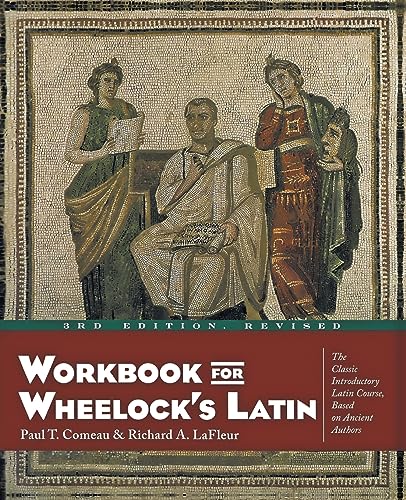 3RD EDITION, REVISED
WORKBOOK FOR
WHEELOCK'S LATIN
Paul T. Comeau & Richard A. LaFleur
The
Classic
Introductory
Latin Course,
Based
on Ancient
Authors